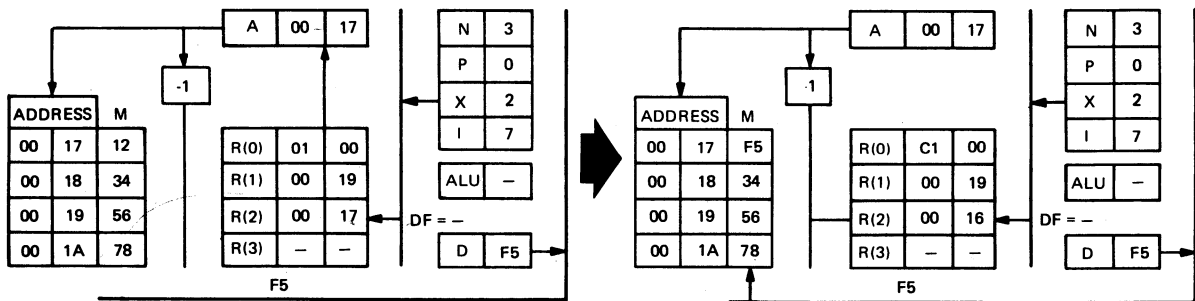 A 00 17
N 3
P 0
X 2
I 7
-1
ADDRESS M
00 17 12
00 18 34
00 19 56
00 1A 78
R(0) 01 00
R(1) 00 19
R(2) 00 17
R(3) – –
ALU –
DF = –
D F5
F5
A 00 17
N 3
P 0
X 2
I 7
-1
ADDRESS M
00 17 F5
00 18 34
00 19 56
00 1A 78
R(0) C1 00
R(1) 00 19
R(2) 00 16
R(3) – –
ALU –
DF = –
D F5
F5